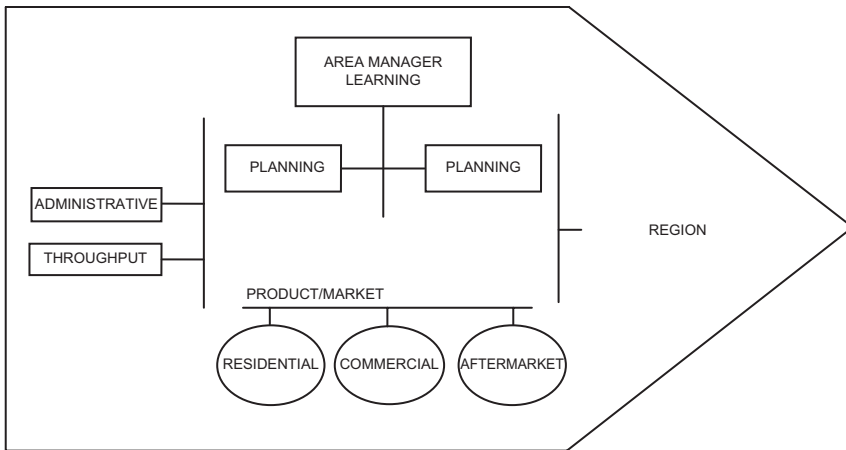 AREA MANAGER
LEARNING
PLANNING
PLANNING
ADMINISTRATIVE
THROUGHPUT
REGION
PRODUCT/MARKET
RESIDENTIAL
COMMERCIAL
AFTERMARKET